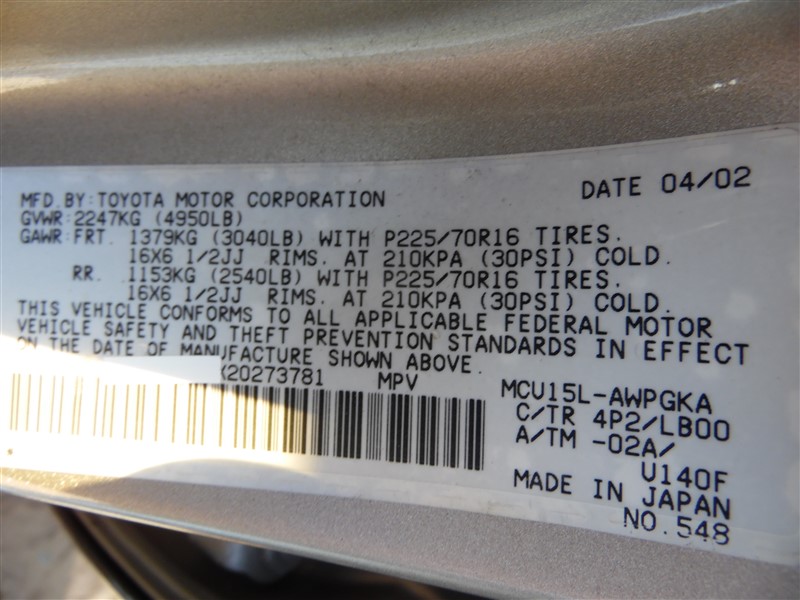 MFD.BY:TOYOTA MOTOR CORPORATION DATE 04/02
GVWR:2247KG (4950LB)
GAWR:FRT. 1379KG (3040LB) WITH P225/70R16 TIRES.
16X6 1/2JJ RIMS. AT 210KPA (30PSI) COLD.
RR. 1153KG (2540LB) WITH P225/70R16 TIRES.
16X6 1/2JJ RIMS. AT 210KPA (30PSI) COLD.
THIS VEHICLE CONFORMS TO ALL APPLICABLE FEDERAL MOTOR
VEHICLE SAFETY AND THEFT PREVENTION STANDARDS IN EFFECT
ON THE DATE OF MANUFACTURE SHOWN ABOVE.
20273781 MPV
MCU15L-AWPGKA
C/TR 4P2/LB00
A/TM -02A/
U140F
MADE IN JAPAN
NO.548